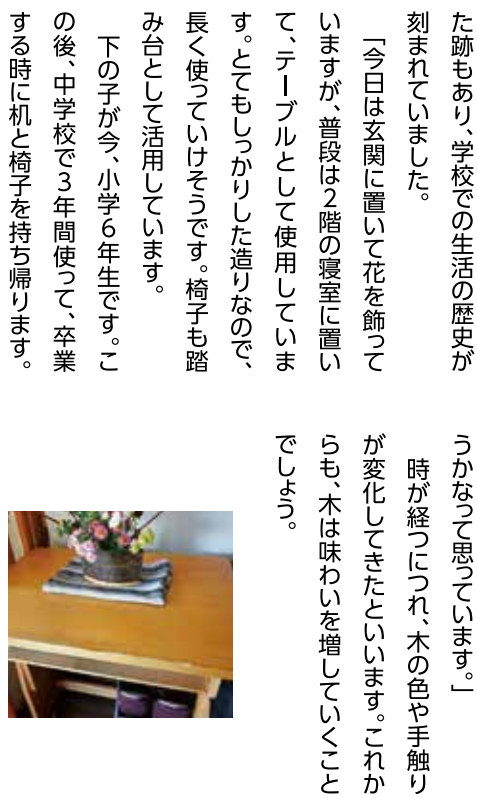 た跡もあり、学校での生活の歴史が
刻まれていました。
「今日は玄関に置いて花を飾って
いますが、普段は２階の寝室に置い
て、テーブルとして使用していま
す。とてもしっかりした造りなので、
長く使っていけそうです。椅子も踏
み台として活用しています。
下の子が今、小学６年生です。こ
の後、中学校で３年間使って、卒業
する時に机と椅子を持ち帰ります。
うかなって思っています。」
時が経つにつれ、木の色や手触り
が変化してきたといいます。これか
らも、木は味わいを増していくこと
でしょう。